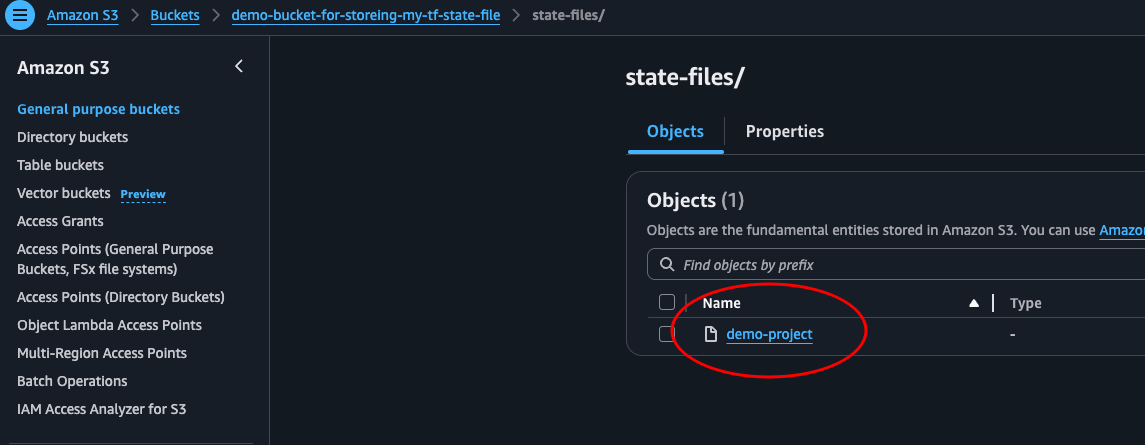 Amazon S3 > Buckets > demo-bucket-for-storeing-my-tf-state-file > state-files/
Amazon S3
General purpose buckets
Directory buckets
Table buckets
Vector buckets Preview
Access Grants
Access Points (General Purpose
Buckets, FSx file systems)
Access Points (Directory Buckets)
Object Lambda Access Points
Multi-Region Access Points
Batch Operations
IAM Access Analyzer for S3
state-files/
Objects Properties
Objects (1)
Objects are the fundamental entities stored in Amazon S3. You can use Amazo
Find objects by prefix
Name Type
demo-project -